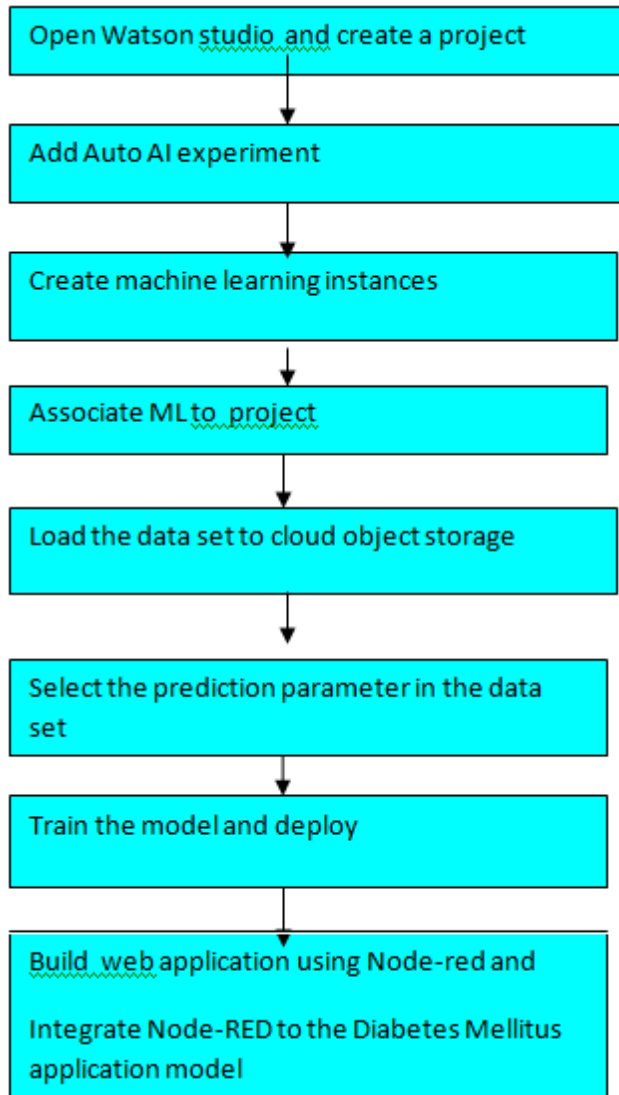 Open Watson studio and create a project
Add Auto AI experiment
Create machine learning instances
Associate ML to project
Load the data set to cloud object storage
Select the prediction parameter in the data
set
Train the model and deploy
Build web application using Node-red and
Integrate Node-RED to the Diabetes Mellitus
application model